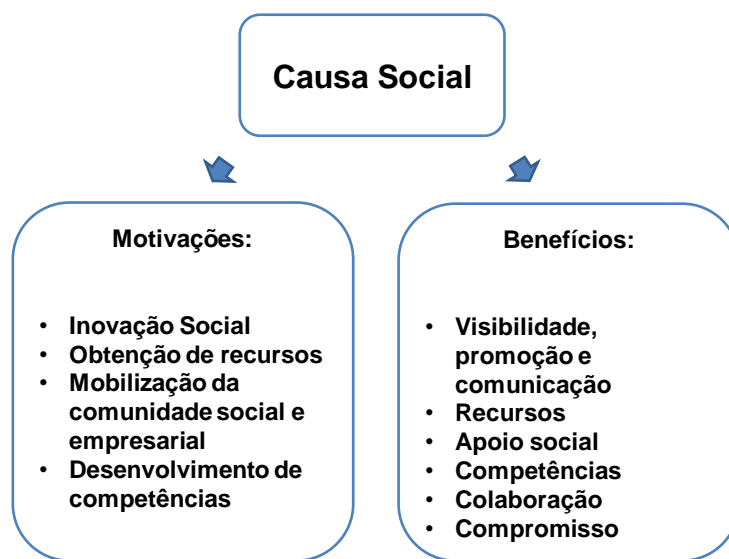 Causa Social
Motivações:
• Inovação Social
• Obtenção de recursos
• Mobilização da
comunidade social e
empresarial
• Desenvolvimento de
competências
Benefícios:
• Visibilidade,
promoção e
comunicação
• Recursos
• Apoio social
• Competências
• Colaboração
• Compromisso